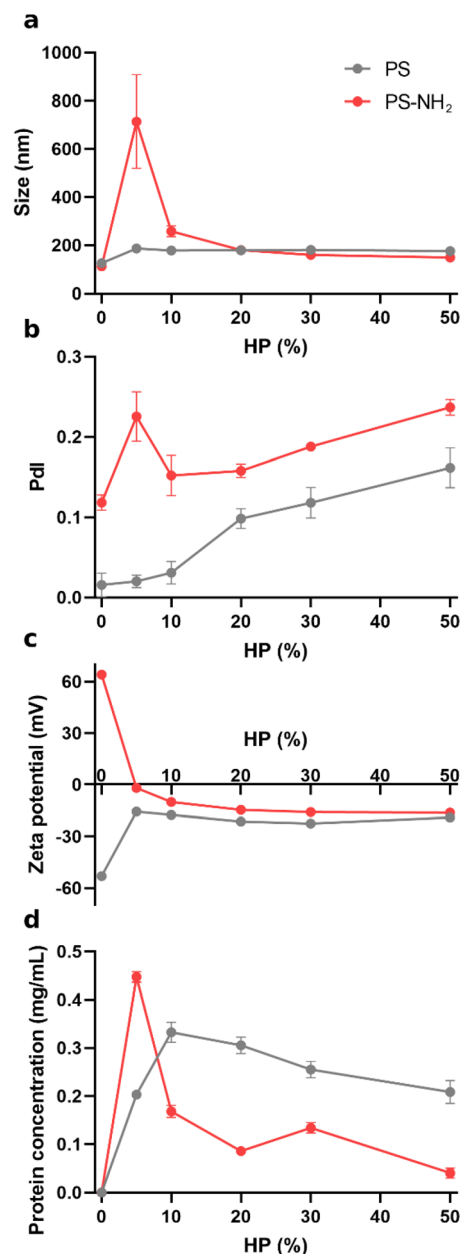 a
1000
800
600
400
200
0
Size (nm)
PS
PS-NH₂
0 10 20 30 40 50
HP (%)
b
0.3
0.2
0.1
0.0
PdI
0 10 20 30 40 50
HP (%)
c
60
30
0
-30
-60
Zeta potential (mV)
HP (%)
0 10 20 30 40 50
d
0.5
0.4
0.3
0.2
0.1
0.0
Protein concentration (mg/mL)
0 10 20 30 40 50
HP (%)